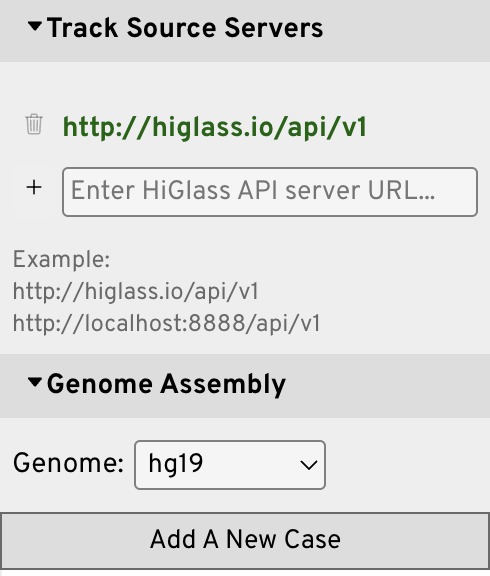 Track Source Servers
http://higlass.io/api/v1
+ Enter HiGlass API server URL...
Example:
http://higlass.io/api/v1
http://localhost:8888/api/v1
Genome Assembly
Genome: hg19
Add A New Case